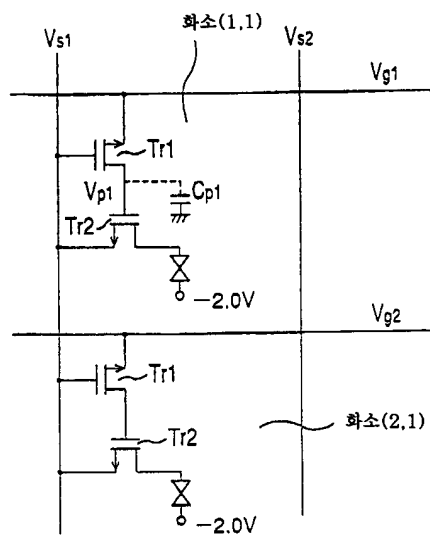 화소(1,1)
Vs1
Vs2
Vg1
Tr1
Vp1
Cp1
Tr2
-2.0V
Vg2
Tr1
Tr2
화소(2,1)
-2.0V